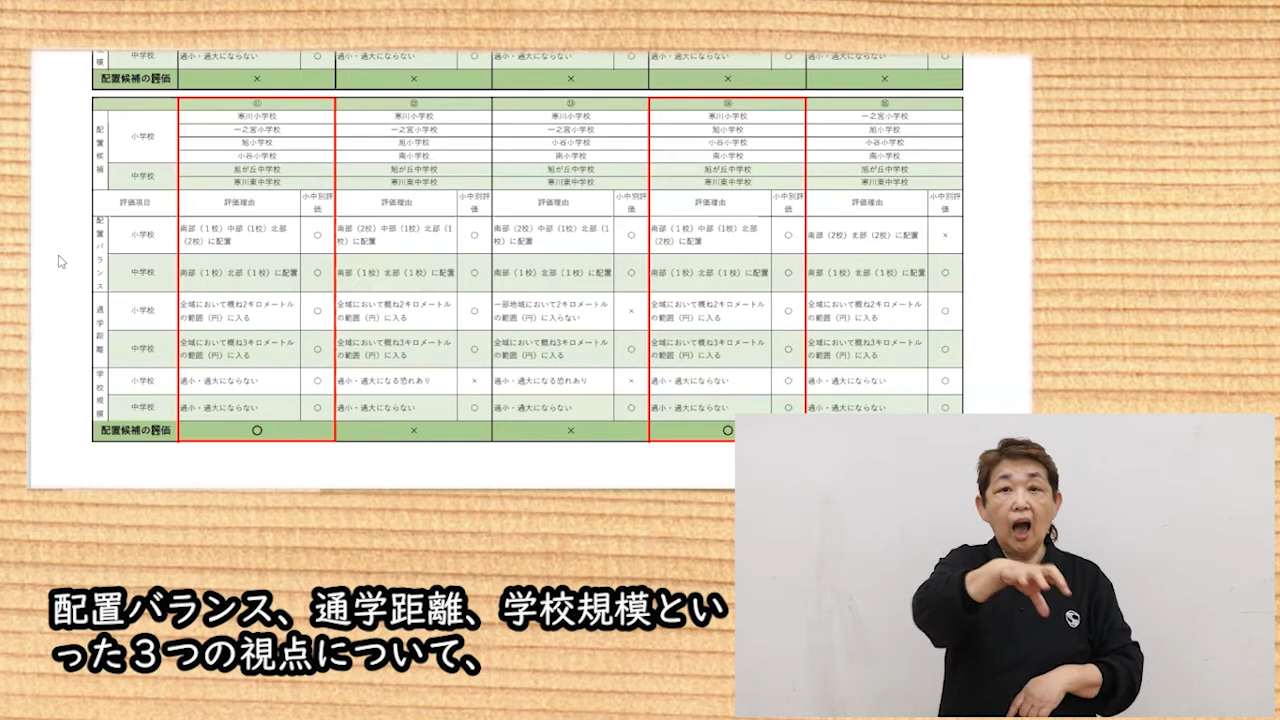 模 中学校 過小・過大にならない ○ 過小・過大にならない ○ 過小・過大にならない ○ 過小・過大にならない ○ 過小・過大にならない ○
配置候補の評価 × × × × ×
⑪ ⑫ ⑬ ⑭ ⑮
配置候補 小学校 寒川小学校 寒川小学校 寒川小学校 寒川小学校 一之宮小学校
一之宮小学校 一之宮小学校 一之宮小学校 旭小学校 旭小学校
旭小学校 旭小学校 小谷小学校 小谷小学校 小谷小学校
小谷小学校 南小学校 南小学校 南小学校 南小学校
中学校 旭が丘中学校 旭が丘中学校 旭が丘中学校 旭が丘中学校 旭が丘中学校
寒川東中学校 寒川東中学校 寒川東中学校 寒川東中学校 寒川東中学校
評価項目 評価理由 小中別評価 評価理由 小中別評価 評価理由 小中別評価 評価理由 小中別評価 評価理由 小中別評価
配置バランス 小学校 南部（１校）中部（1校）北部（2校）に配置 ○ 南部（2校）中部（1校）北部（1校）に配置 ○ 南部（2校）中部（1校）北部（1校）に配置 ○ 南部（１校）中部（1校）北部（2校）に配置 ○ 南部（2校）北部（2校）に配置 ×
中学校 南部（１校）北部（１校）に配置 ○ 南部（１校）北部（１校）に配置 ○ 南部（１校）北部（１校）に配置 ○ 南部（１校）北部（１校）に配置 ○ 南部（１校）北部（１校）に配置 ○
通学距離 小学校 全域において概ね2キロメートルの範囲（円）に入る ○ 全域において概ね2キロメートルの範囲（円）に入る ○ 一部地域において2キロメートルの範囲（円）に入らない × 全域において概ね2キロメートルの範囲（円）に入る ○ 全域において概ね2キロメートルの範囲（円）に入る ○
中学校 全域において概ね3キロメートルの範囲（円）に入る ○ 全域において概ね3キロメートルの範囲（円）に入る ○ 全域において概ね3キロメートルの範囲（円）に入る ○ 全域において概ね3キロメートルの範囲（円）に入る ○ 全域において概ね3キロメートルの範囲（円）に入る ○
学校規模 小学校 過小・過大にならない ○ 過小・過大になる恐れあり × 過小・過大になる恐れあり × 過小・過大にならない ○ 過小・過大にならない ○
中学校 過小・過大にならない ○ 過小・過大にならない ○ 過小・過大にならない ○ 過小・過大にならない ○ 過小・過大にならない ○
配置候補の評価 ○ × × ○
配置バランス、通学距離、学校規模とい
った３つの視点について、